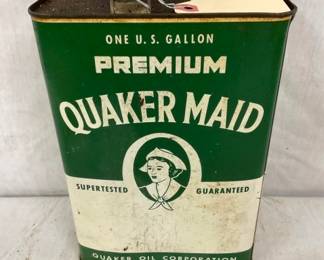 ONE U.S. GALLON
PREMIUM
QUAKER MAID
SUPERTESTED GUARANTEED
QUAKER OIL CORPORATION